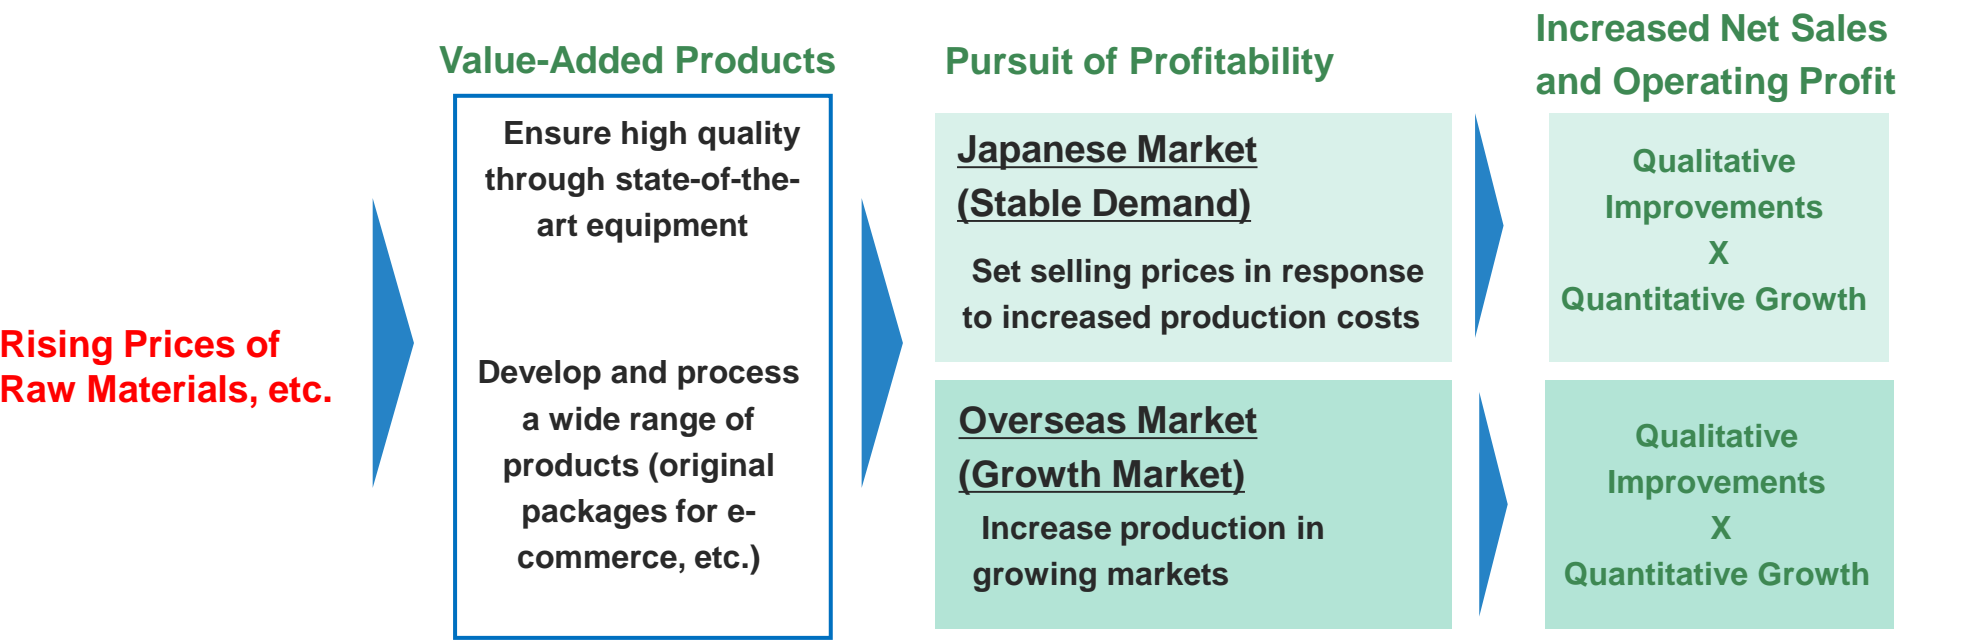 Rising Prices of
Raw Materials, etc.
Value-Added Products
Ensure high quality
through state-of-the-
art equipment
Develop and process
a wide range of
products (original
packages for e-
commerce, etc.)
Pursuit of Profitability
Japanese Market
(Stable Demand)
Set selling prices in response
to increased production costs
Overseas Market
(Growth Market)
Increase production in
growing markets
Increased Net Sales
and Operating Profit
Qualitative
Improvements
X
Quantitative Growth
Qualitative
Improvements
X
Quantitative Growth